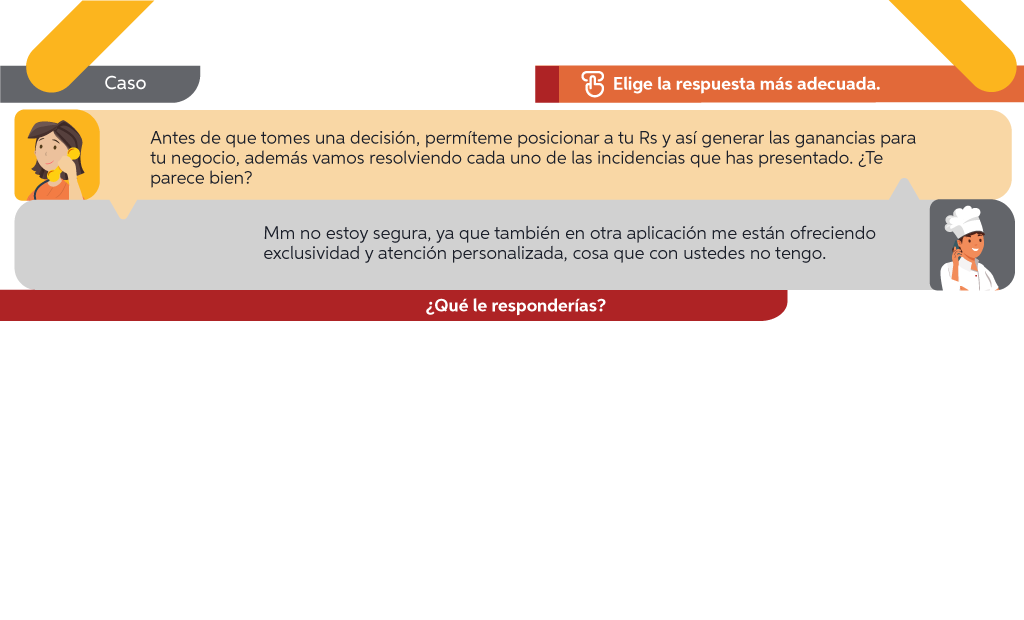 Caso
Elige la respuesta más adecuada.
Antes de que tomes una decisión, permíteme posicionar a tu Rs y así generar las ganancias para
tu negocio, además vamos resolviendo cada uno de las incidencias que has presentado. ¿Te
parece bien?
Mm no estoy segura, ya que también en otra aplicación me están ofreciendo
exclusividad y atención personalizada, cosa que con ustedes no tengo.
¿Qué le responderías?